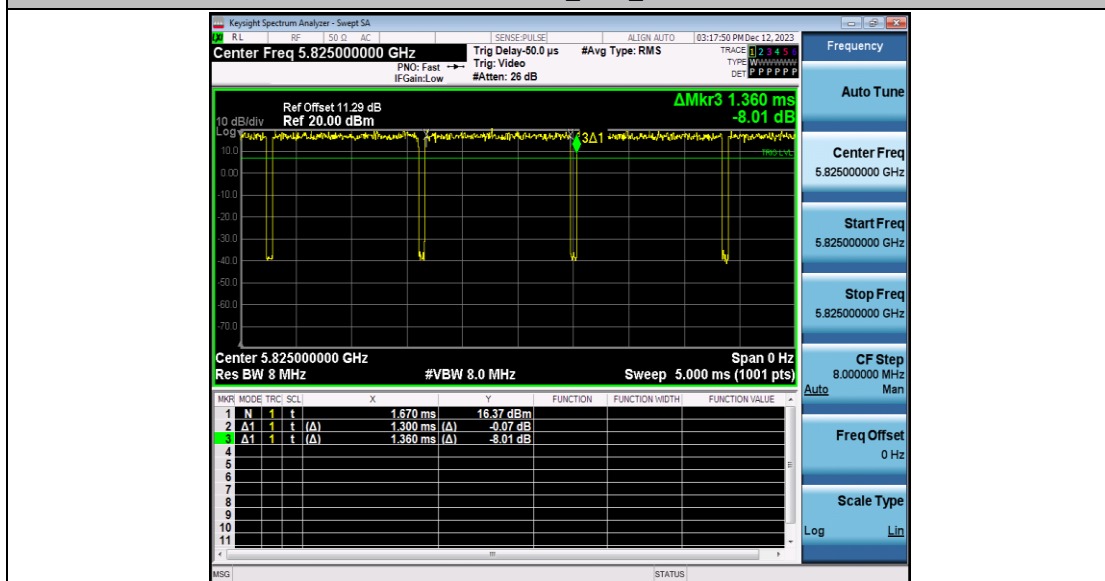 Keysight Spectrum Analyzer - Swept SA
RL RF 50 Ω AC SENSE:PULSE ALIGN AUTO 03:17:50 PM Dec 12, 2023
Center Freq 5.825000000 GHz Trig Delay-50.0 µs #Avg Type: RMS TRACE 1 2 3 4 5 6
PNO: Fast Trig: Video TYPE W
IFGain:Low #Atten: 26 dB DET P P P P P P
ΔMkr3 1.360 ms
-8.01 dB
Ref Offset 11.29 dB
10 dB/div Ref 20.00 dBm
Log
3Δ1
TRIG LVL
10.0
0.00
-10.0
-20.0
-30.0
-40.0
-50.0
-60.0
-70.0
Center 5.825000000 GHz Span 0 Hz
Res BW 8 MHz #VBW 8.0 MHz Sweep 5.000 ms (1001 pts)
MKR MODE TRC SCL X Y FUNCTION FUNCTION WIDTH FUNCTION VALUE
1 N 1 t 1.670 ms 16.37 dBm
2 Δ1 1 t (Δ) 1.300 ms (Δ) -0.07 dB
3 Δ1 1 t (Δ) 1.360 ms (Δ) -8.01 dB
4
5
6
7
8
9
10
11
MSG STATUS
Frequency
Auto Tune
Center Freq
5.825000000 GHz
Start Freq
5.825000000 GHz
Stop Freq
5.825000000 GHz
CF Step
8.000000 MHz
Auto Man
Freq Offset
0 Hz
Scale Type
Log Lin